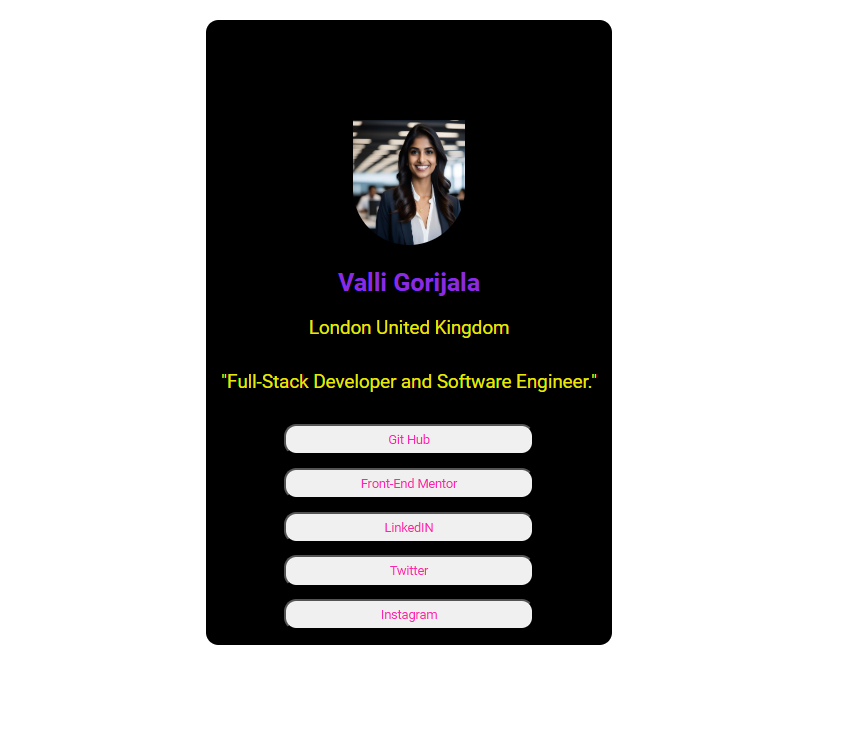 Valli Gorijala
London United Kingdom
"Full-Stack Developer and Software Engineer."
Git Hub
Front-End Mentor
LinkedIN
Twitter
Instagram